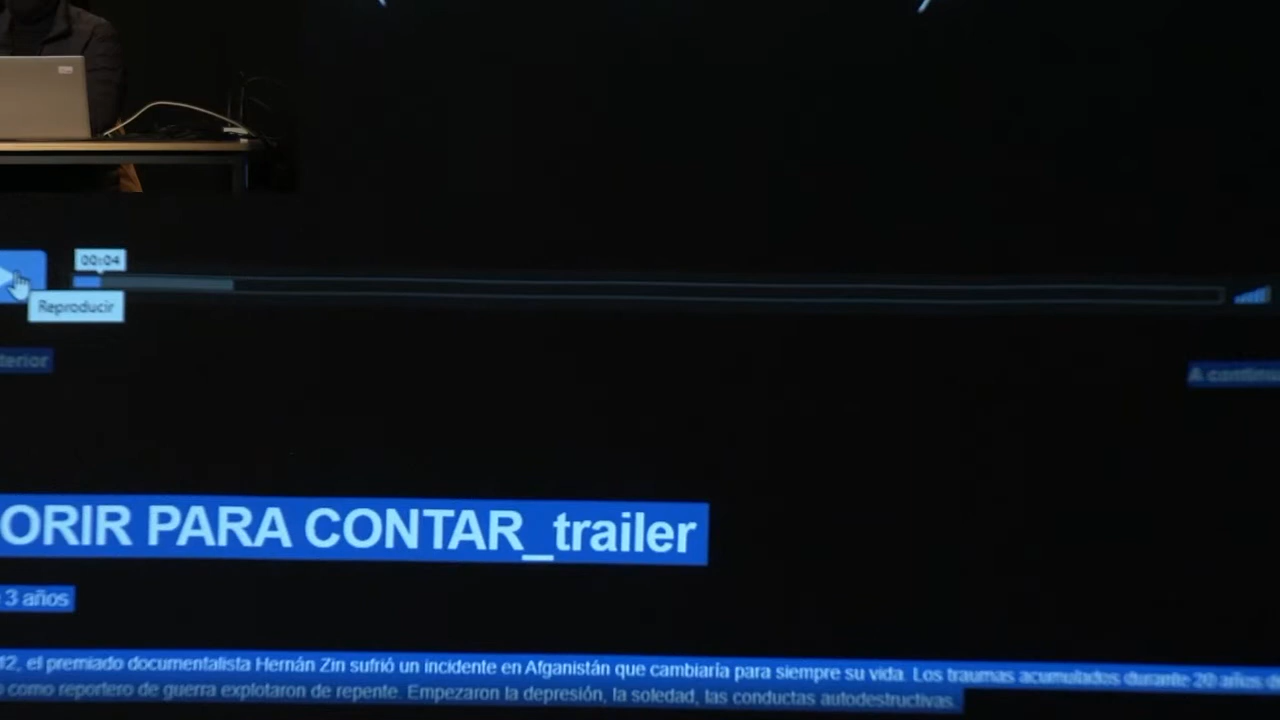 00:04
Reproducir
terior
A continu
ORIR PARA CONTAR_trailer
3 años
12, el premiado documentalista Hernán Zin sufrió un incidente en Afganistán que cambiaría para siempre su vida. Los traumas acumulados durante 20 años de
como reportero de guerra explotaron de repente. Empezaron la depresión, la soledad, las conductas autodestructivas.